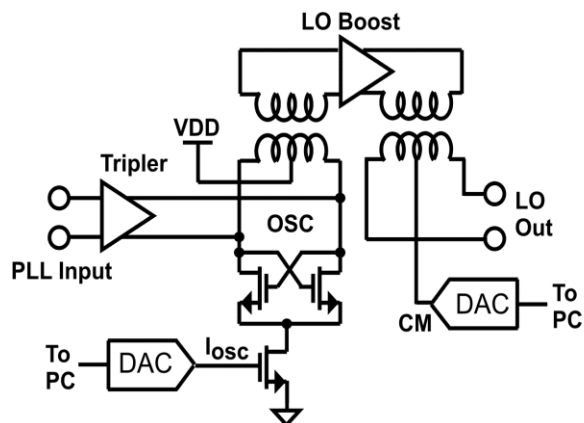 LO Boost
VDD
Tripler
OSC
LO
Out
PLL Input
CM
DAC
To
PC
To
PC
DAC
Iosc